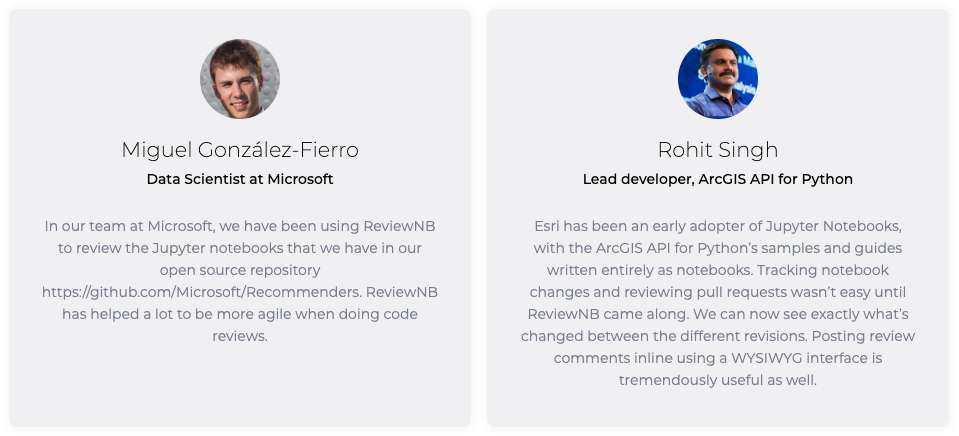 Miguel González-Fierro
Data Scientist at Microsoft
In our team at Microsoft, we have been using ReviewNB
to review the Jupyter notebooks that we have in our
open source repository
https://github.com/Microsoft/Recommenders. ReviewNB
has helped a lot to be more agile when doing code
reviews.
Rohit Singh
Lead developer, ArcGIS API for Python
Esri has been an early adopter of Jupyter Notebooks,
with the ArcGIS API for Python’s samples and guides
written entirely as notebooks. Tracking notebook
changes and reviewing pull requests wasn’t easy until
ReviewNB came along. We can now see exactly what’s
changed between the different revisions. Posting review
comments inline using a WYSIWYG interface is
tremendously useful as well.